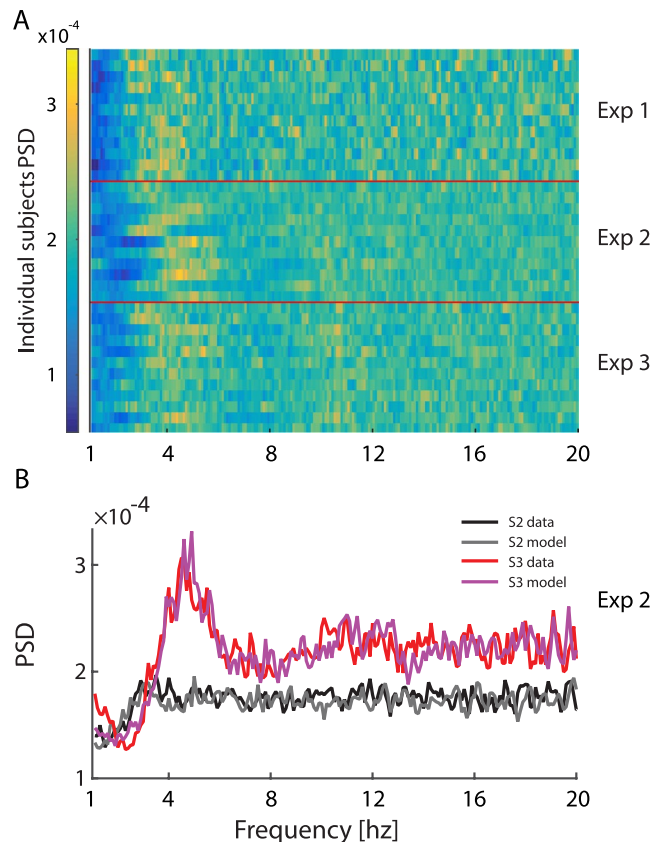 A
×10⁻⁴
3
2
1
Individual subjects PSD
Exp 1
Exp 2
Exp 3
1 4 8 12 16 20
B
×10⁻⁴
3
2
1
PSD
S2 data
S2 model
S3 data
S3 model
Exp 2
1 4 8 12 16 20
Frequency [hz]